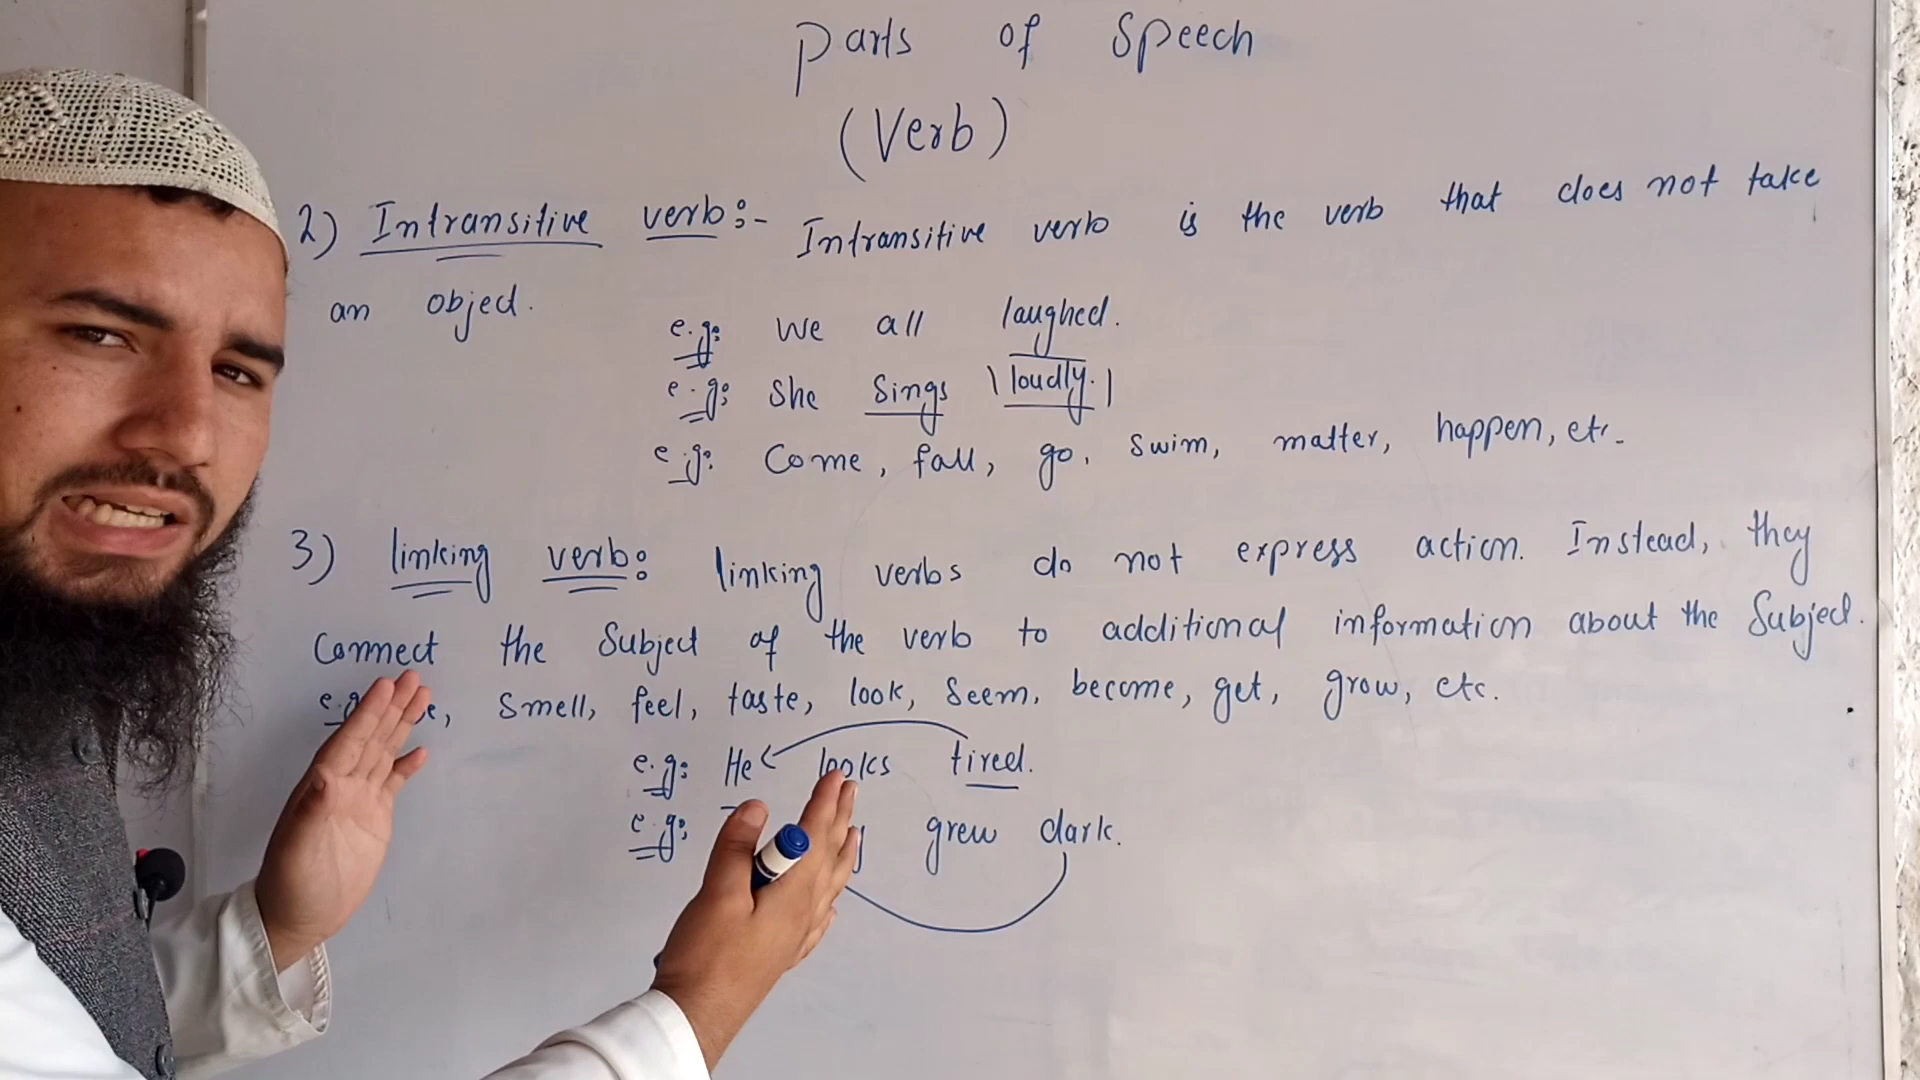 Parts of Speech
(Verb)
2) Intransitive verb:- Intransitive verb is the verb that does not take
an object.
e.g: We all laughed.
e.g: She Sings \ loudly. |
e.g: Come, fall, go, swim, matter, happen, etc.
3) linking verb: linking verbs do not express action. Instead, they
Connect the Subject of the verb to additional information about the Subject.
smell, feel, taste, look, seem, become, get, grow, etc.
e.g: He looks tired.
e.g: grew dark.